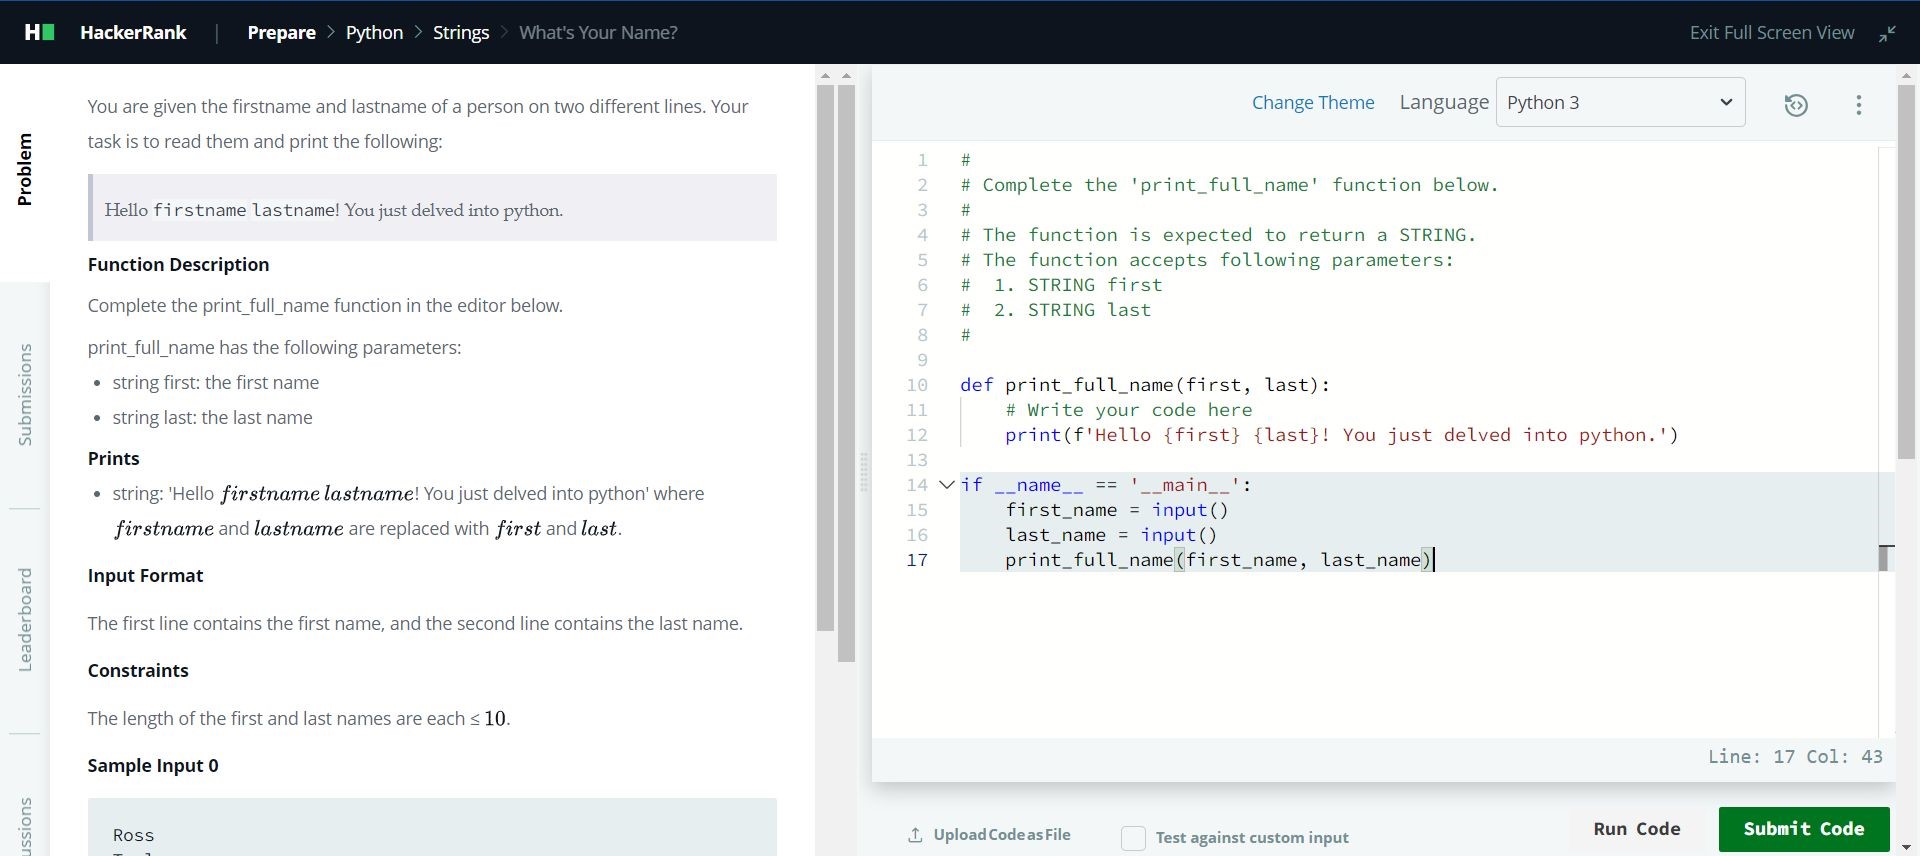 HackerRank | Prepare > Python > Strings > What's Your Name? Exit Full Screen View
Problem
Submissions
Leaderboard
You are given the firstname and lastname of a person on two different lines. Your
task is to read them and print the following:
Hello firstname lastname! You just delved into python.
Function Description
Complete the print_full_name function in the editor below.
print_full_name has the following parameters:
• string first: the first name
• string last: the last name
Prints
• string: 'Hello firstname lastname! You just delved into python' where
firstname and lastname are replaced with first and last.
Input Format
The first line contains the first name, and the second line contains the last name.
Constraints
The length of the first and last names are each ≤ 10.
Sample Input 0
Ross
Change Theme Language Python 3
1 #
2 # Complete the 'print_full_name' function below.
3 #
4 # The function is expected to return a STRING.
5 # The function accepts following parameters:
6 #  1. STRING first
7 #  2. STRING last
8 #
9
10 def print_full_name(first, last):
11     # Write your code here
12     print(f'Hello {first} {last}! You just delved into python.')
13
14 if __name__ == '__main__':
15     first_name = input()
16     last_name = input()
17     print_full_name(first_name, last_name)
Line: 17 Col: 43
Upload Code as File Test against custom input Run Code Submit Code